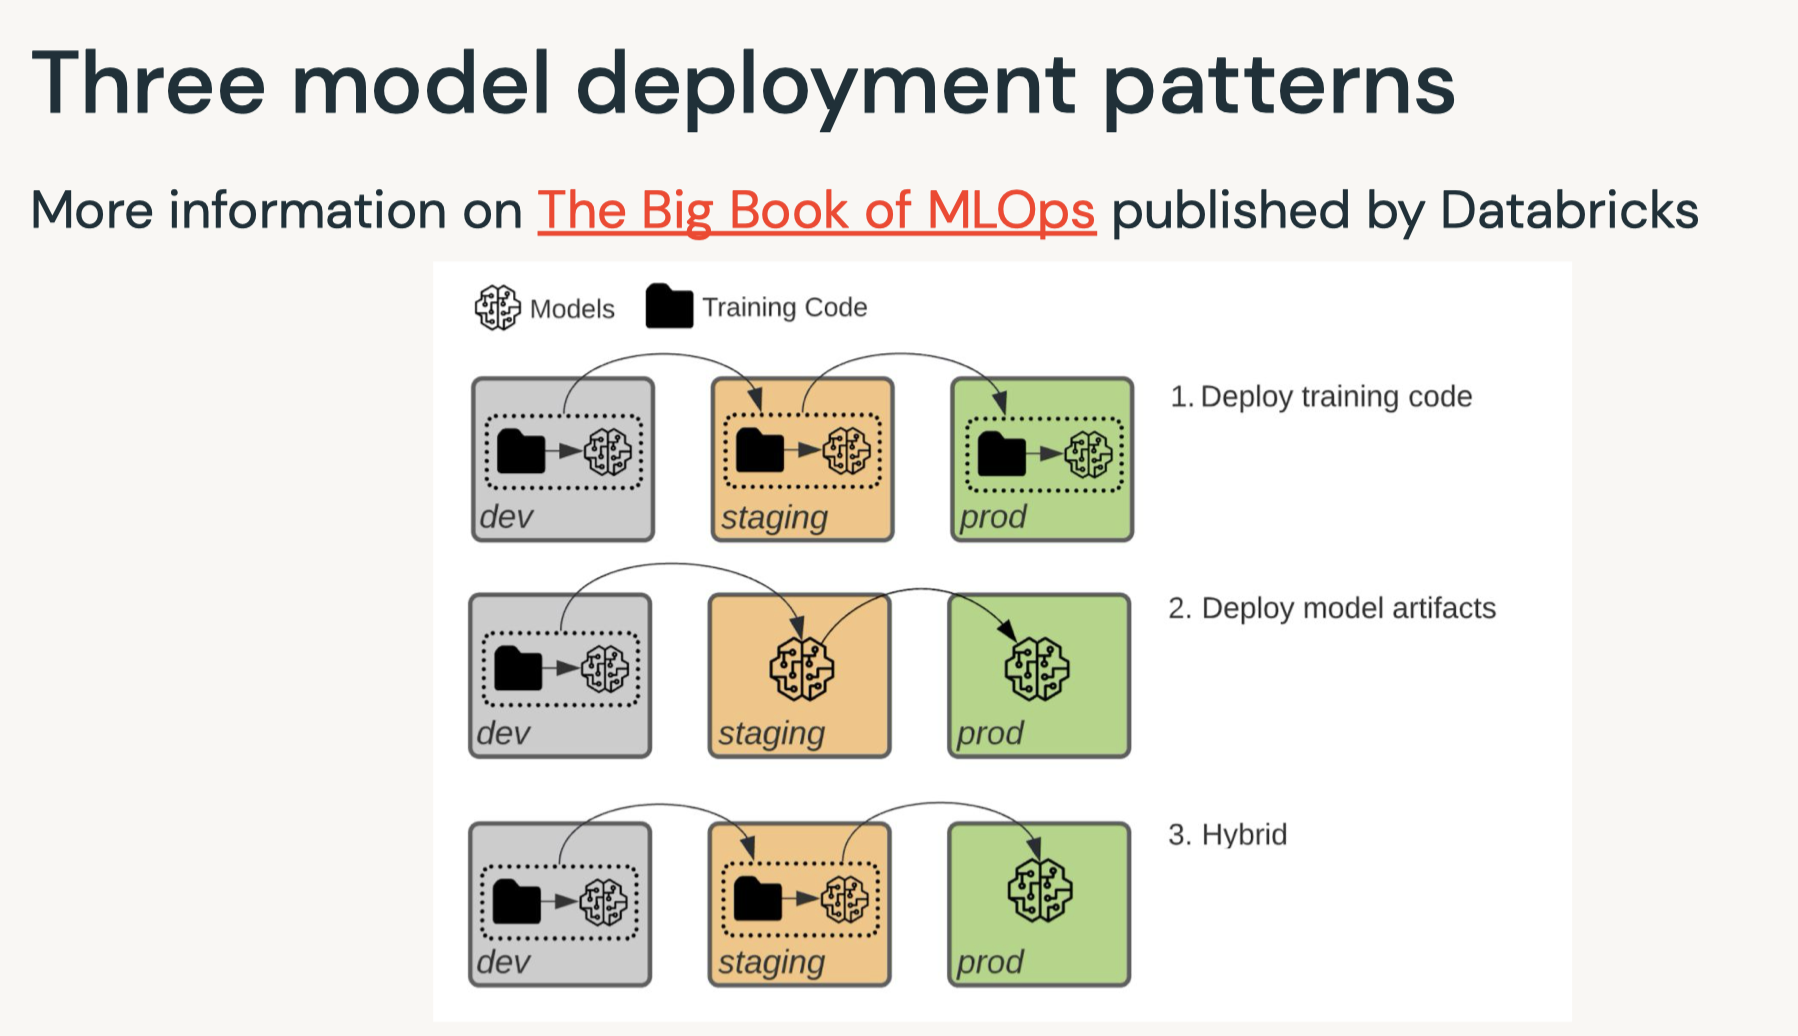 Three model deployment patterns
More information on The Big Book of MLOps published by Databricks
Models
Training Code
dev
staging
prod
1. Deploy training code
dev
staging
prod
2. Deploy model artifacts
dev
staging
prod
3. Hybrid